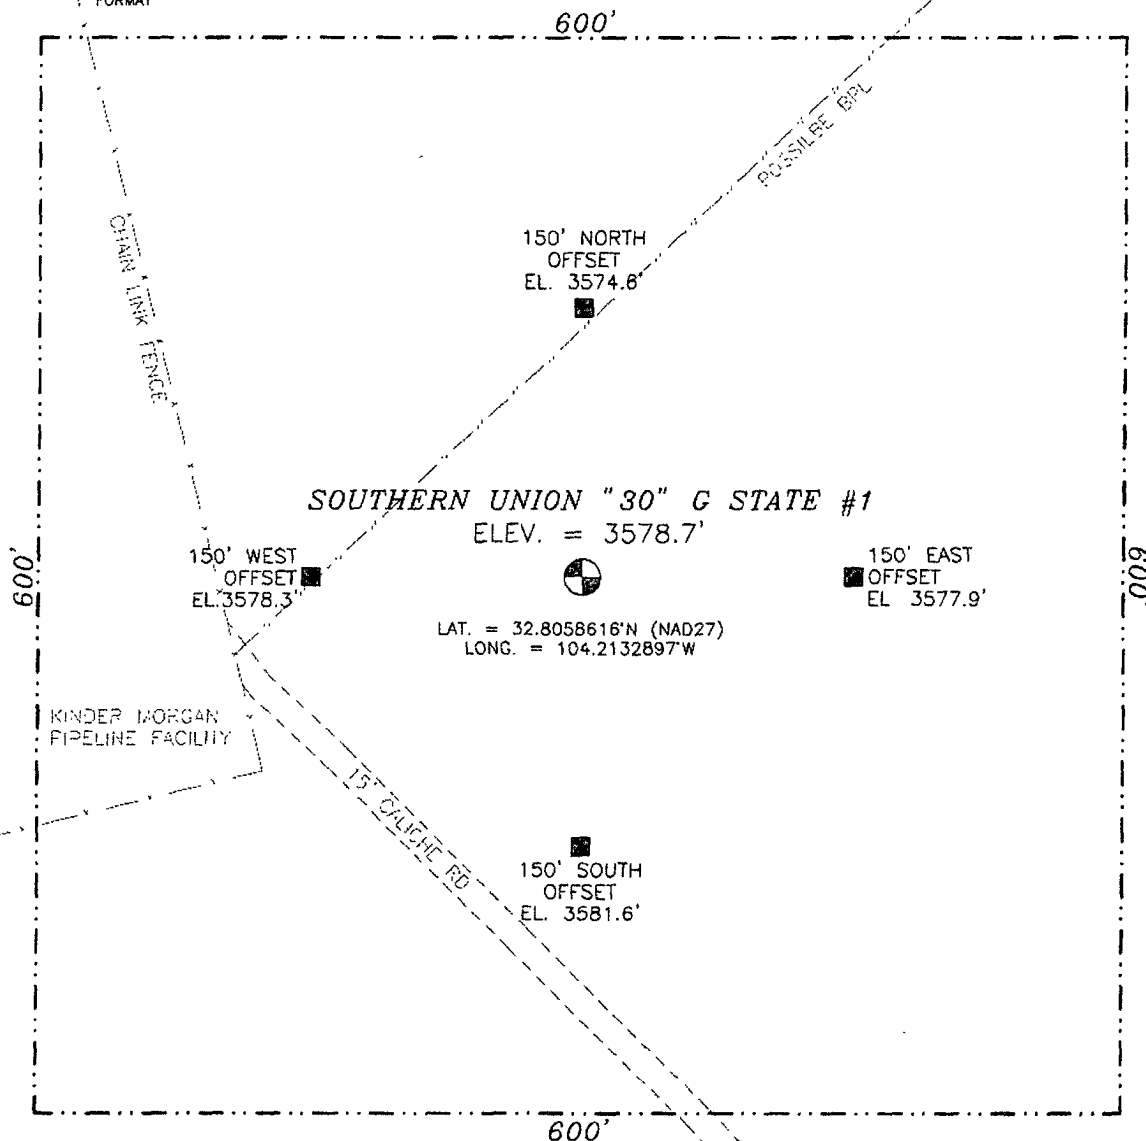 FORMAY
600'
POSSILBE BPL
CHAIN LINK FENCE
150' NORTH
OFFSET
EL. 3574.6'
SOUTHERN UNION "30" G STATE #1
ELEV. = 3578.7'
600'
150' WEST
OFFSET
EL.3578.3'
150' EAST
OFFSET
EL 3577.9'
600'
LAT. = 32.8058616°N (NAD27)
LONG. = 104.2132897°W
KINDER MORGAN
PIPELINE FACILITY
15' CALICHE RD
150' SOUTH
OFFSET
EL. 3581.6'
600'